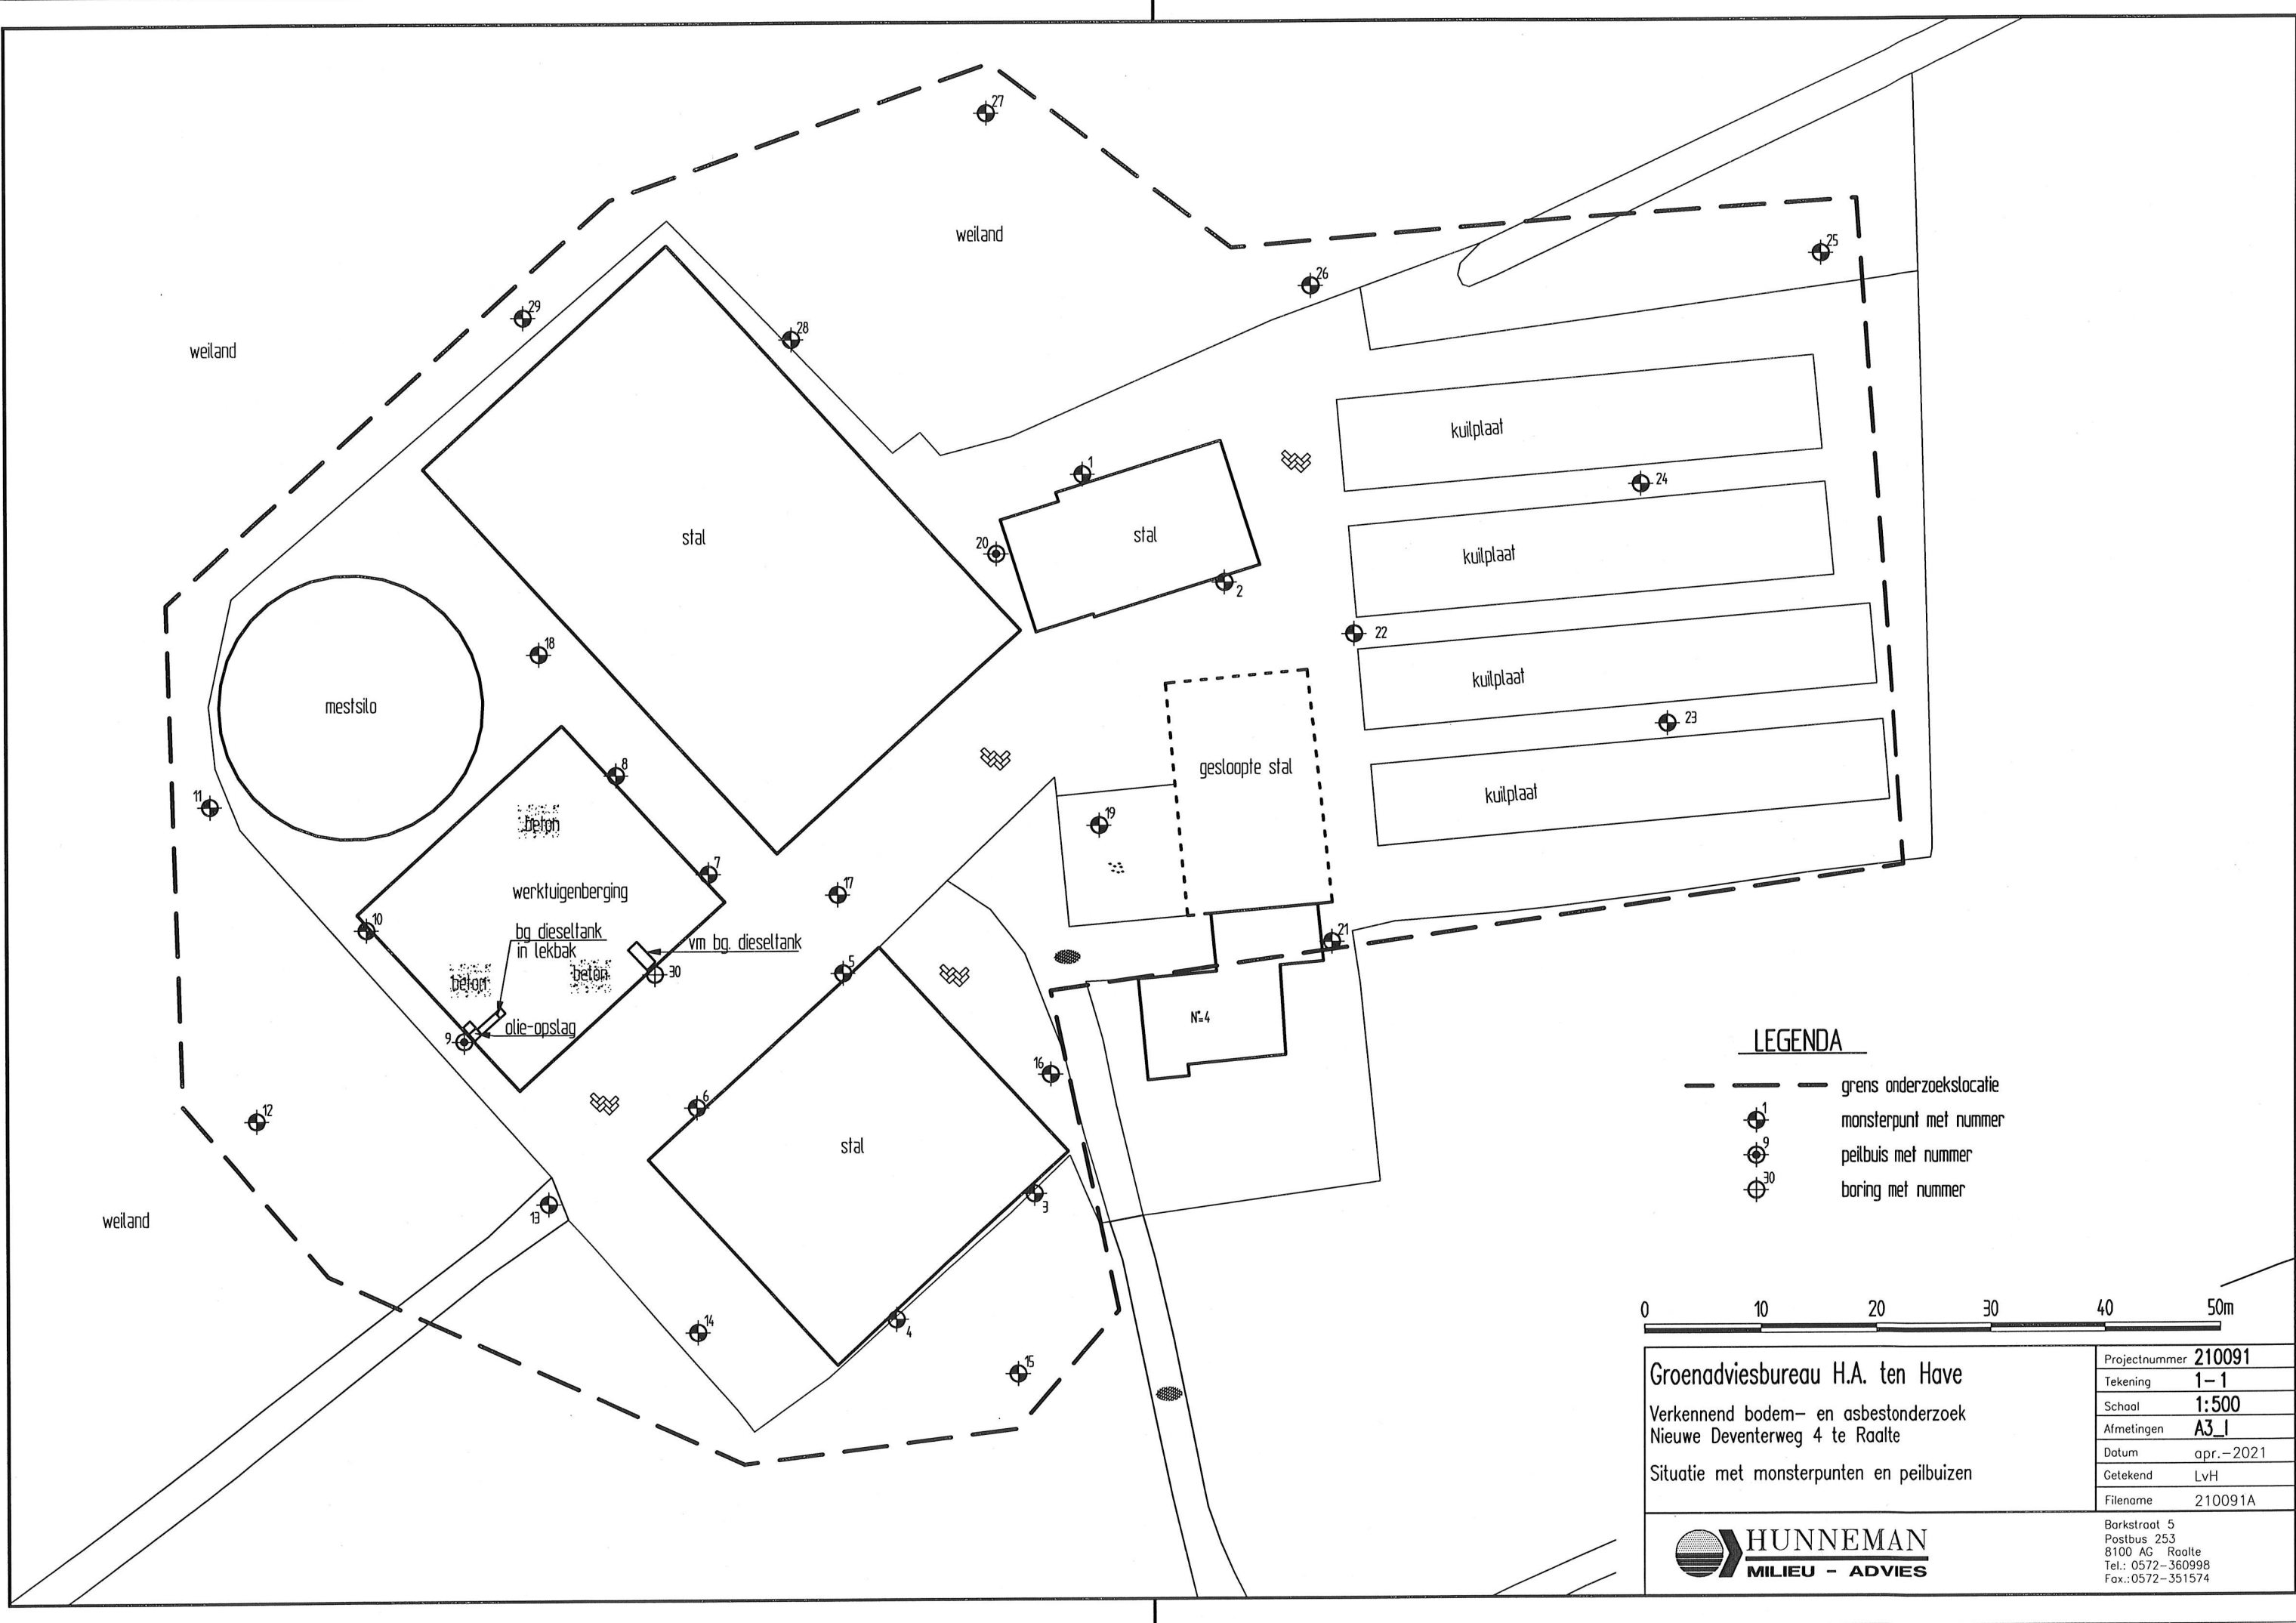 27
weiland
25
26
29
28
weiland
kuilplaat
1
24
stal
stal
20
kuilplaat
2
22
18
kuilplaat
mestsilo
23
8
gesloopte stal
kuilplaat
11
beton
19
7
17
werktuigenberging
10
bg dieseltank
in lekbak
vm bg. dieseltank
21
5
30
beton
beton
olie-opslag
9
N°=4
LEGENDA
16
grens onderzoekslocatie
6
12
1
monsterpunt met nummer
stal
9
peilbuis met nummer
30
boring met nummer
3
13
weiland
0 10 20 30 40 50m
14
4
15
Groenadviesbureau H.A. ten Have
Verkennend bodem- en asbestonderzoek
Nieuwe Deventerweg 4 te Raalte
Situatie met monsterpunten en peilbuizen
Projectnummer 210091
Tekening 1-1
Schaal 1:500
Afmetingen A3_l
Datum apr.-2021
Getekend LvH
Filename 210091A
HUNNEMAN
MILIEU - ADVIES
Barkstraat 5
Postbus 253
8100 AG Raalte
Tel.: 0572-360998
Fax.:0572-351574